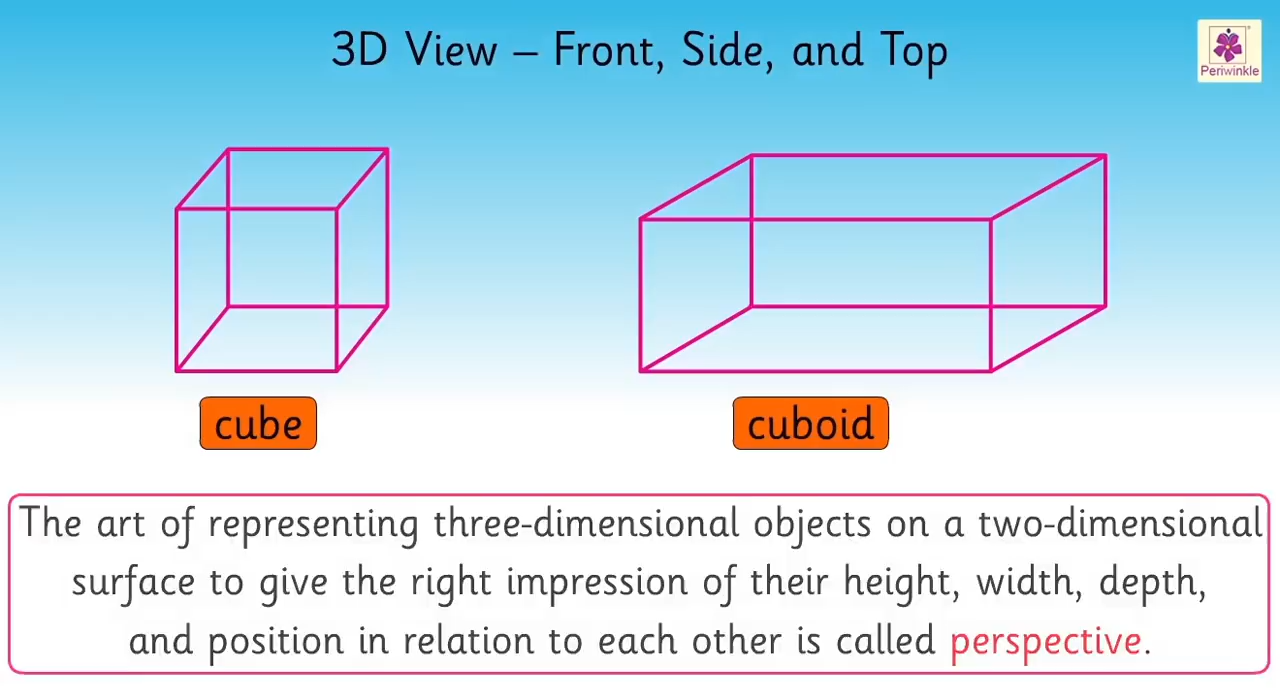 3D View – Front, Side, and Top
Periwinkle
cube
cuboid
The art of representing three-dimensional objects on a two-dimensional
surface to give the right impression of their height, width, depth,
and position in relation to each other is called perspective.